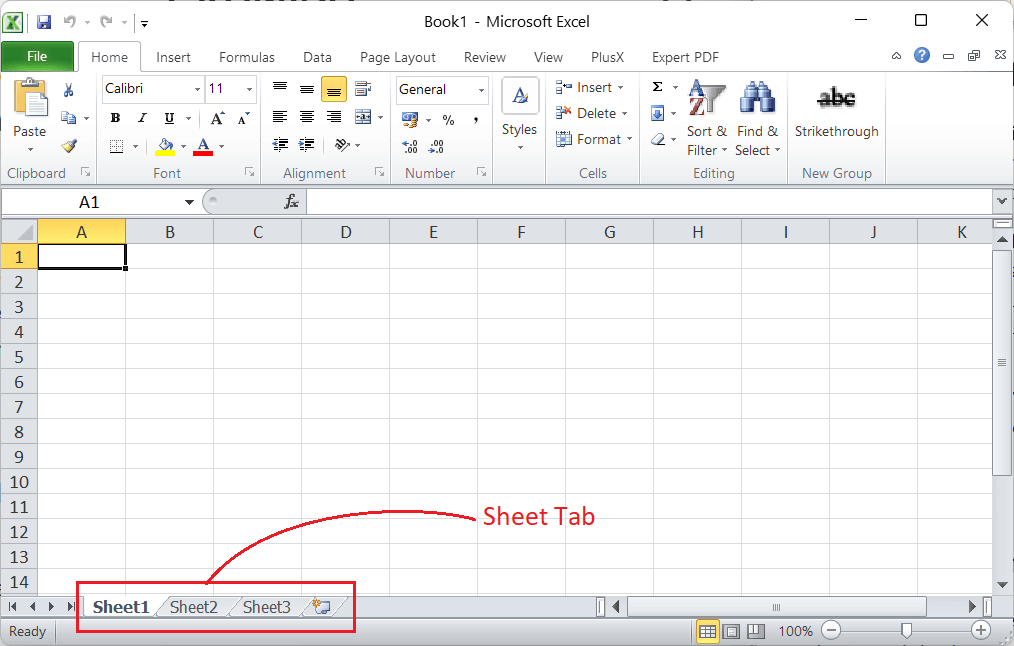 Book1 - Microsoft Excel
File Home Insert Formulas Data Page Layout Review View PlusX Expert PDF
Calibri 11 General Insert Σ abc
Delete
B I U A A % , Styles Sort & Find & Strikethrough
Paste Format Filter Select
Clipboard Font Alignment Number Cells Editing New Group
A1 fx
A B C D E F G H I J K
1
2
3
4
5
6
7
8
9
10
11
Sheet Tab
12
13
14
Sheet1 Sheet2 Sheet3
Ready 100%